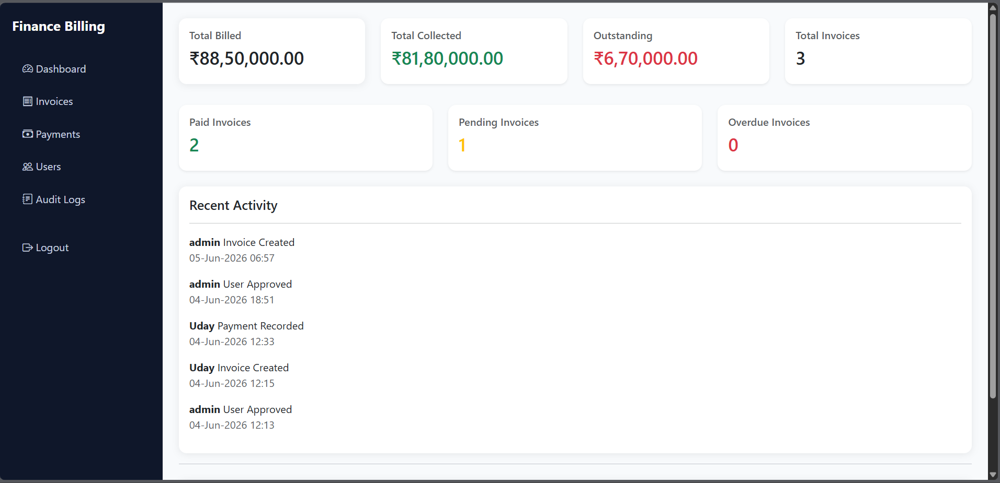 Finance Billing
Dashboard
Invoices
Payments
Users
Audit Logs
Logout
Total Billed
₹88,50,000.00
Total Collected
₹81,80,000.00
Outstanding
₹6,70,000.00
Total Invoices
3
Paid Invoices
2
Pending Invoices
1
Overdue Invoices
0
Recent Activity
admin Invoice Created
05-Jun-2026 06:57
admin User Approved
04-Jun-2026 18:51
Uday Payment Recorded
04-Jun-2026 12:33
Uday Invoice Created
04-Jun-2026 12:15
admin User Approved
04-Jun-2026 12:13